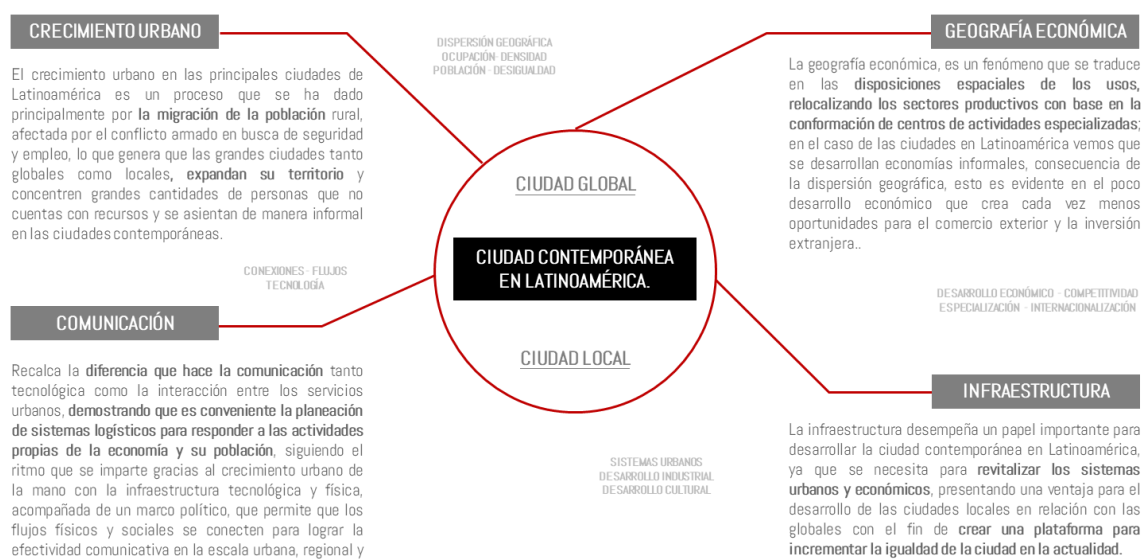 CRECIMIENTO URBANO
El crecimiento urbano en las principales ciudades de
Latinoamérica es un proceso que se ha dado
principalmente por la migración de la población rural,
afectada por el conflicto armado en busca de seguridad
y empleo, lo que genera que las grandes ciudades tanto
globales como locales, expandan su territorio y
concentren grandes cantidades de personas que no
cuentas con recursos y se asientan de manera informal
en las ciudades contemporáneas.
DISPERSIÓN GEOGRÁFICA
OCUPACIÓN- DENSIDAD
POBLACIÓN - DESIGUALDAD
GEOGRAFÍA ECONÓMICA
La geografía económica, es un fenómeno que se traduce
en las disposiciones espaciales de los usos,
relocalizando los sectores productivos con base en la
conformación de centros de actividades especializadas;
en el caso de las ciudades en Latinoamérica vemos que
se desarrollan economías informales, consecuencia de
la dispersión geográfica, esto es evidente en el poco
desarrollo económico que crea cada vez menos
oportunidades para el comercio exterior y la inversión
extranjera..
CIUDAD GLOBAL
CIUDAD CONTEMPORÁNEA
EN LATINOAMÉRICA.
CIUDAD LOCAL
CONEXIONES - FLUJOS
TECNOLOGÍA
COMUNICACIÓN
Recalca la diferencia que hace la comunicación tanto
tecnológica como la interacción entre los servicios
urbanos, demostrando que es conveniente la planeación
de sistemas logísticos para responder a las actividades
propias de la economía y su población, siguiendo el
ritmo que se imparte gracias al crecimiento urbano de
la mano con la infraestructura tecnológica y física,
acompañada de un marco político, que permite que los
flujos físicos y sociales se conecten para lograr la
efectividad comunicativa en la escala urbana, regional y
SISTEMAS URBANOS
DESARROLLO INDUSTRIAL
DESARROLLO CULTURAL
DESARROLLO ECONÓMICO - COMPETITIVIDAD
ESPECIALIZACIÓN - INTERNACIONALIZACIÓN
INFRAESTRUCTURA
La infraestructura desempeña un papel importante para
desarrollar la ciudad contemporánea en Latinoamérica,
ya que se necesita para revitalizar los sistemas
urbanos y económicos, presentando una ventaja para el
desarrollo de las ciudades locales en relación con las
globales con el fin de crear una plataforma para
incrementar la igualdad de la ciudad en la actualidad.